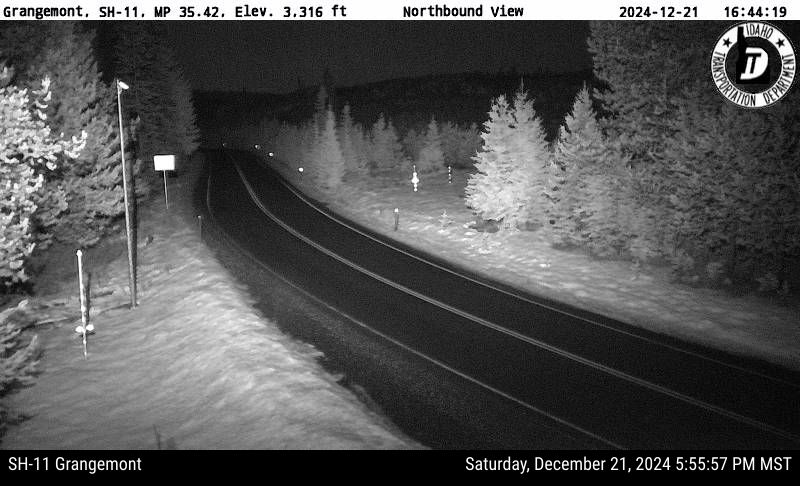 Grangemont, SH-11, MP 35.42, Elev. 3,316 ft Northbound View 2024-12-21 16:44:19
IDAHO
TRANSPORTATION DEPARTMENT
SH-11 Grangemont Saturday, December 21, 2024 5:55:57 PM MST